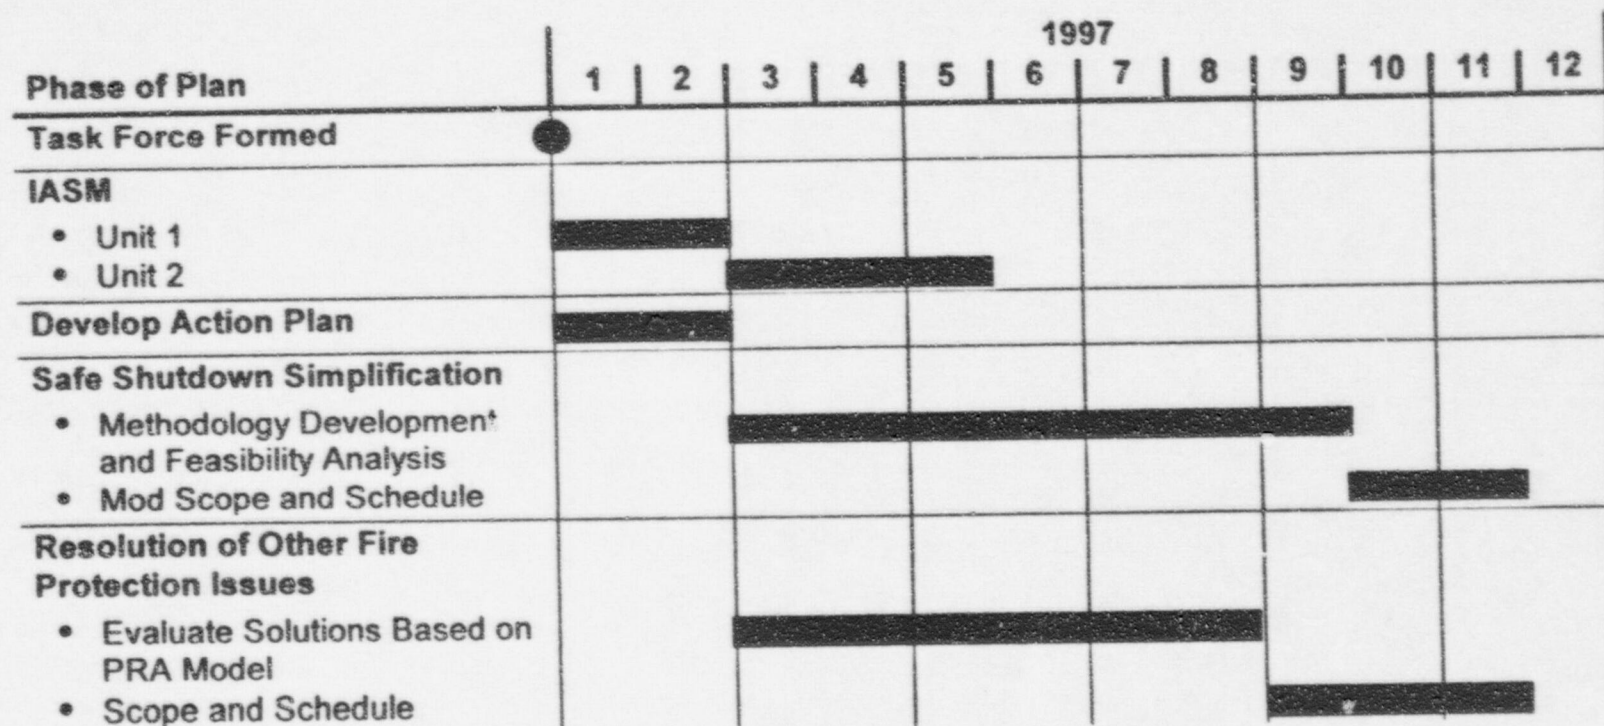 1997
Phase of Plan 1 2 3 4 5 6 7 8 9 10 11 12
Task Force Formed
IASM
• Unit 1
• Unit 2
Develop Action Plan
Safe Shutdown Simplification
• Methodology Development
and Feasibility Analysis
• Mod Scope and Schedule
Resolution of Other Fire
Protection Issues
• Evaluate Solutions Based on
PRA Model
• Scope and Schedule